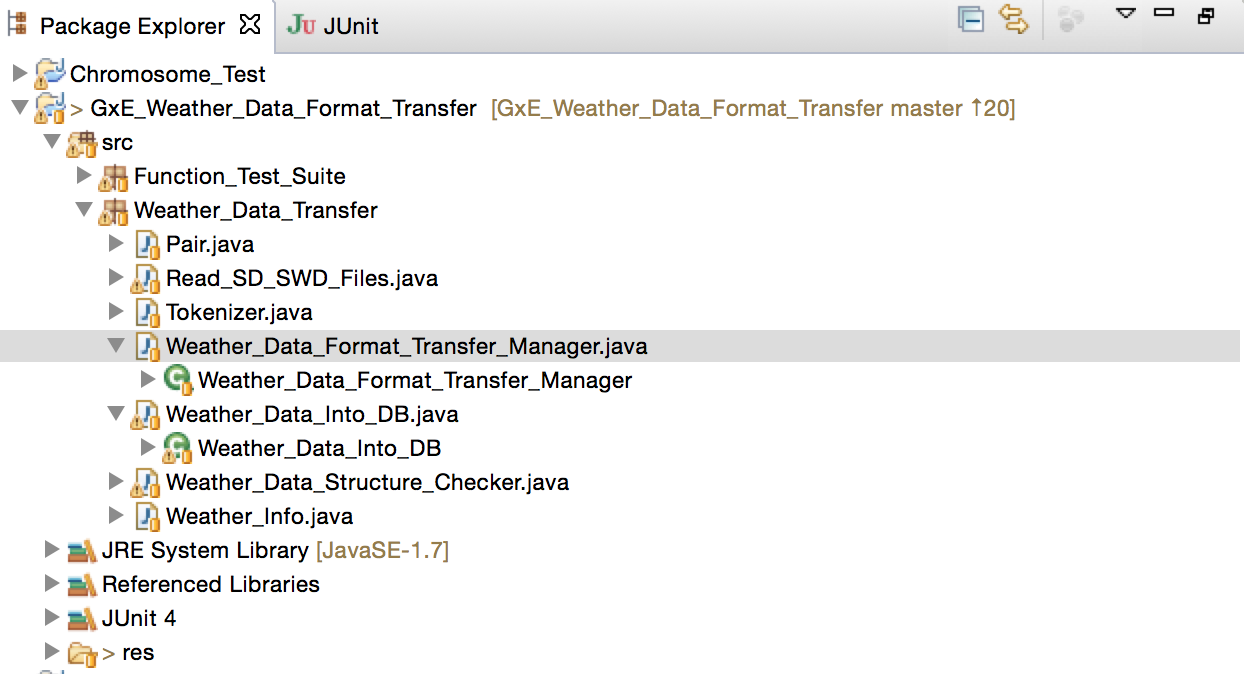 Package Explorer JUnit
Chromosome_Test
> GxE_Weather_Data_Format_Transfer [GxE_Weather_Data_Format_Transfer master ↑20]
src
Function_Test_Suite
Weather_Data_Transfer
Pair.java
Read_SD_SWD_Files.java
Tokenizer.java
Weather_Data_Format_Transfer_Manager.java
Weather_Data_Format_Transfer_Manager
Weather_Data_Into_DB.java
Weather_Data_Into_DB
Weather_Data_Structure_Checker.java
Weather_Info.java
JRE System Library [JavaSE-1.7]
Referenced Libraries
JUnit 4
> res